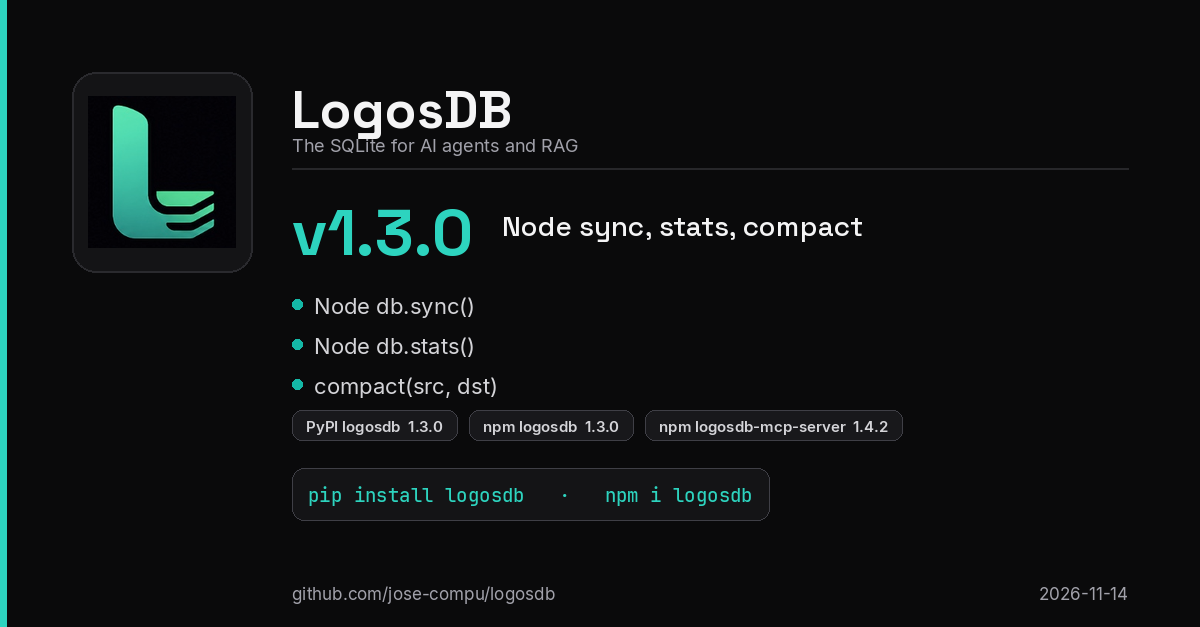 LogosDB
The SQLite for AI agents and RAG
v1.3.0 Node sync, stats, compact
Node db.sync()
Node db.stats()
compact(src, dst)
PyPI logosdb 1.3.0 npm logosdb 1.3.0 npm logosdb-mcp-server 1.4.2
pip install logosdb · npm i logosdb
github.com/jose-compu/logosdb 2026-11-14